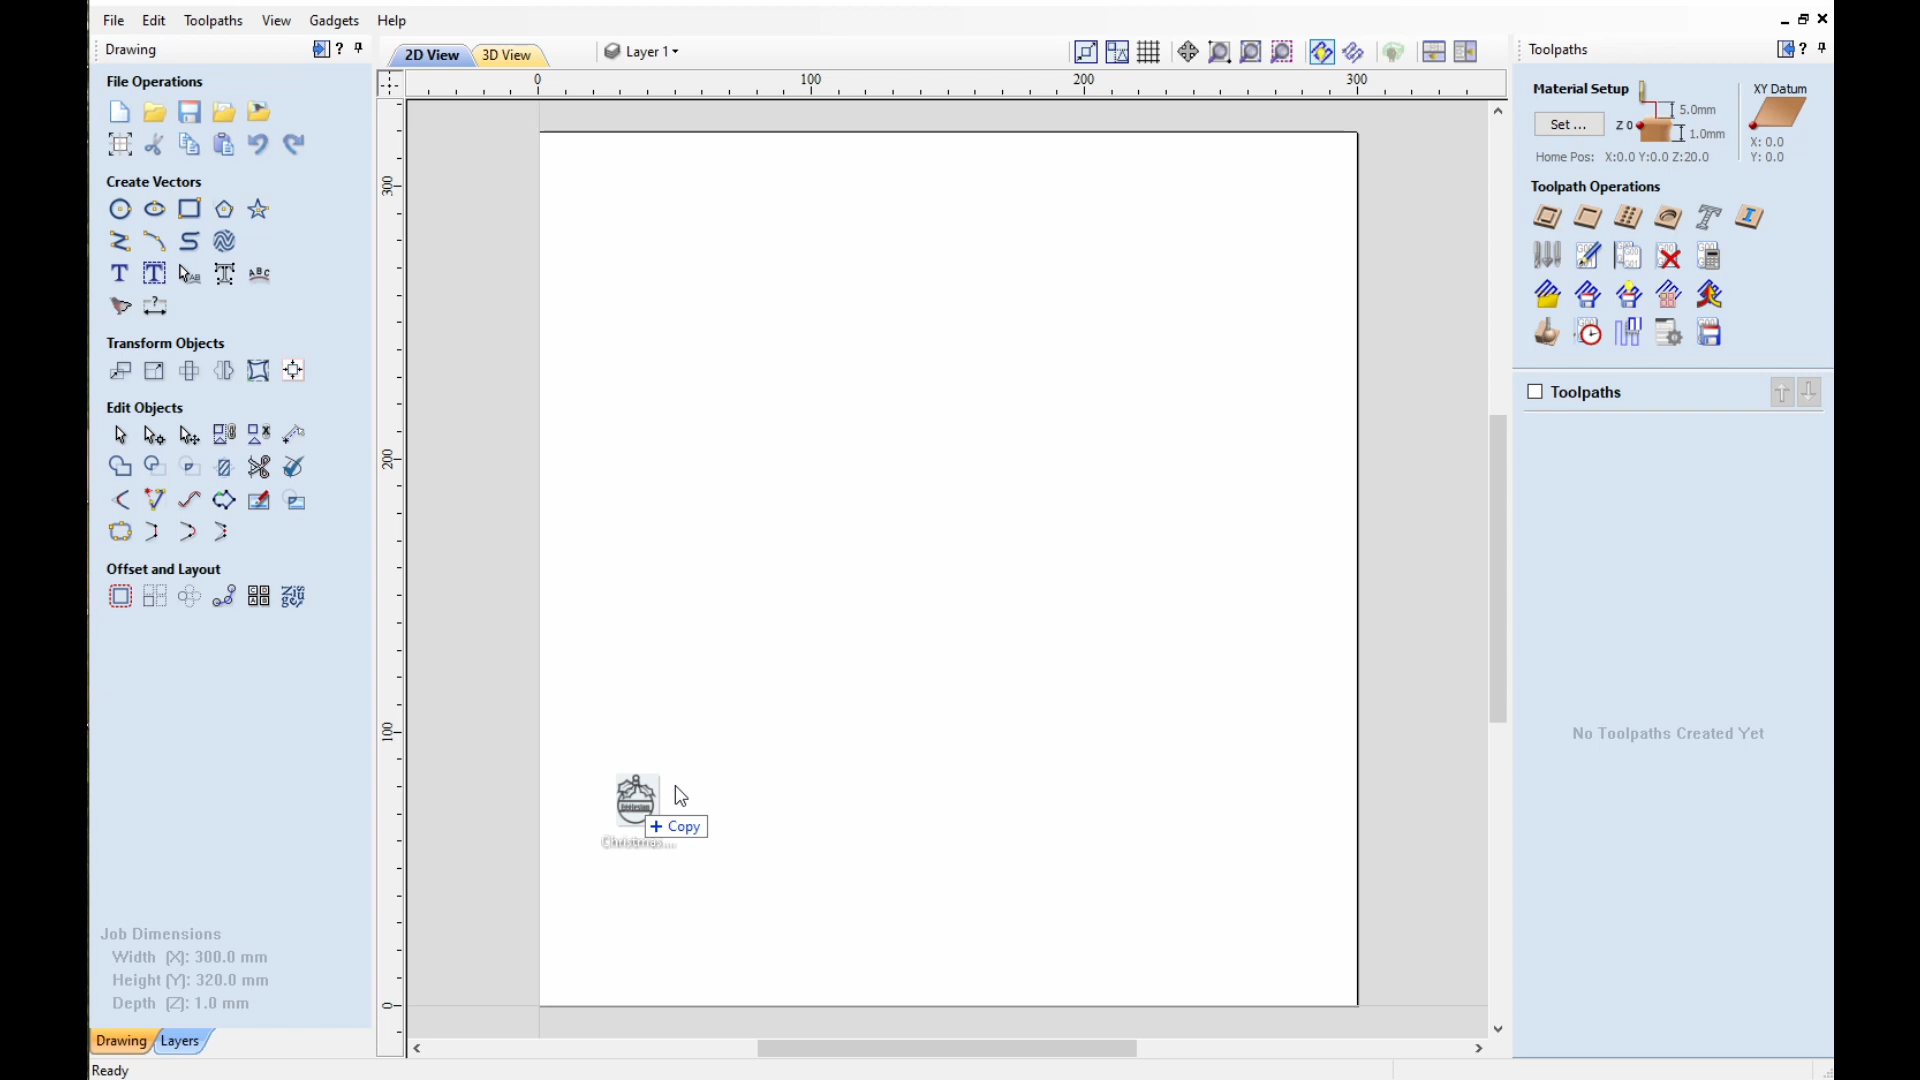 File Edit Toolpaths View Gadgets Help
Drawing ?
2D View 3D View Layer 1
Toolpaths ?
File Operations
0 100 200 300
Material Setup
5.0mm
XY Datum
Set ... Z 0
1.0mm
X: 0.0
Home Pos: X:0.0 Y:0.0 Z:20.0
Y: 0.0
Create Vectors
Toolpath Operations
300
Transform Objects
Edit Objects
Toolpaths
200
Offset and Layout
100
No Toolpaths Created Yet
+ Copy
Christmas....
Job Dimensions
Width (X): 300.0 mm
Height (Y): 320.0 mm
Depth (Z): 1.0 mm
0
Drawing Layers
Ready